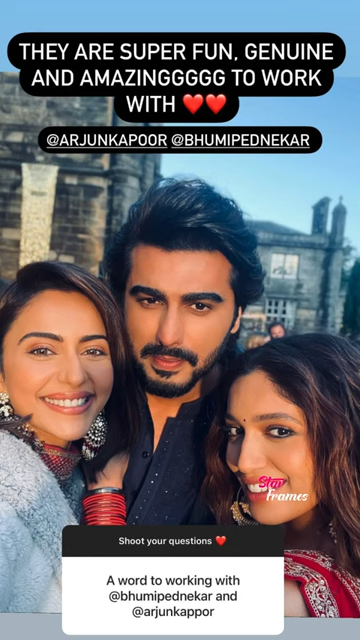 THEY ARE SUPER FUN, GENUINE
AND AMAZINGGGGG TO WORK
WITH ❤️❤️
@ARJUNKAPOOR @BHUMIPEDNEKAR
Star
Frames
Shoot your questions ❤️
A word to working with
@bhumipednekar and
@arjunkappor